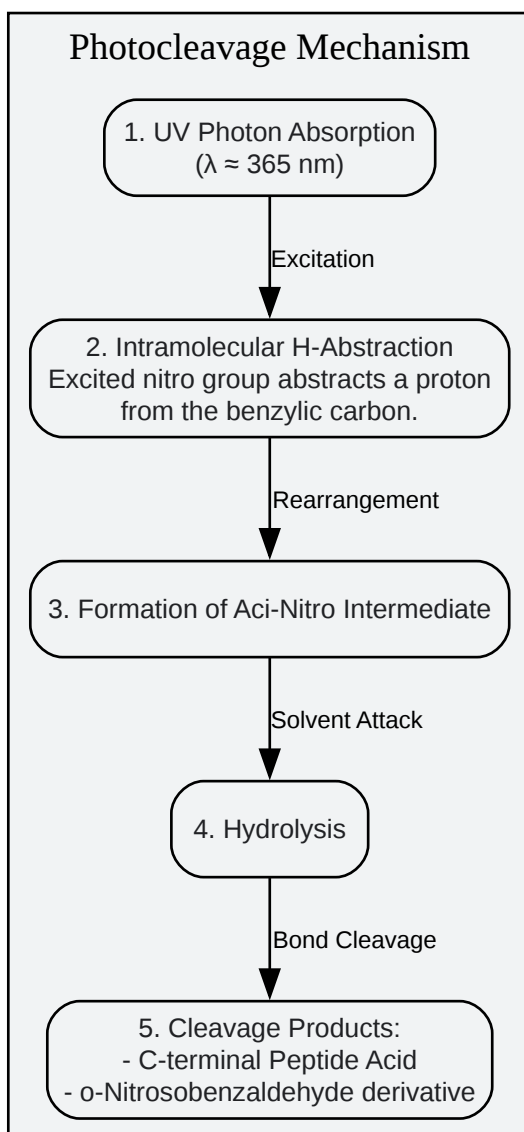 Photocleavage Mechanism
1. UV Photon Absorption
(λ ≈ 365 nm)
Excitation
2. Intramolecular H-Abstraction
Excited nitro group abstracts a proton
from the benzylic carbon.
Rearrangement
3. Formation of Aci-Nitro Intermediate
Solvent Attack
4. Hydrolysis
Bond Cleavage
5. Cleavage Products:
- C-terminal Peptide Acid
- o-Nitrosobenzaldehyde derivative